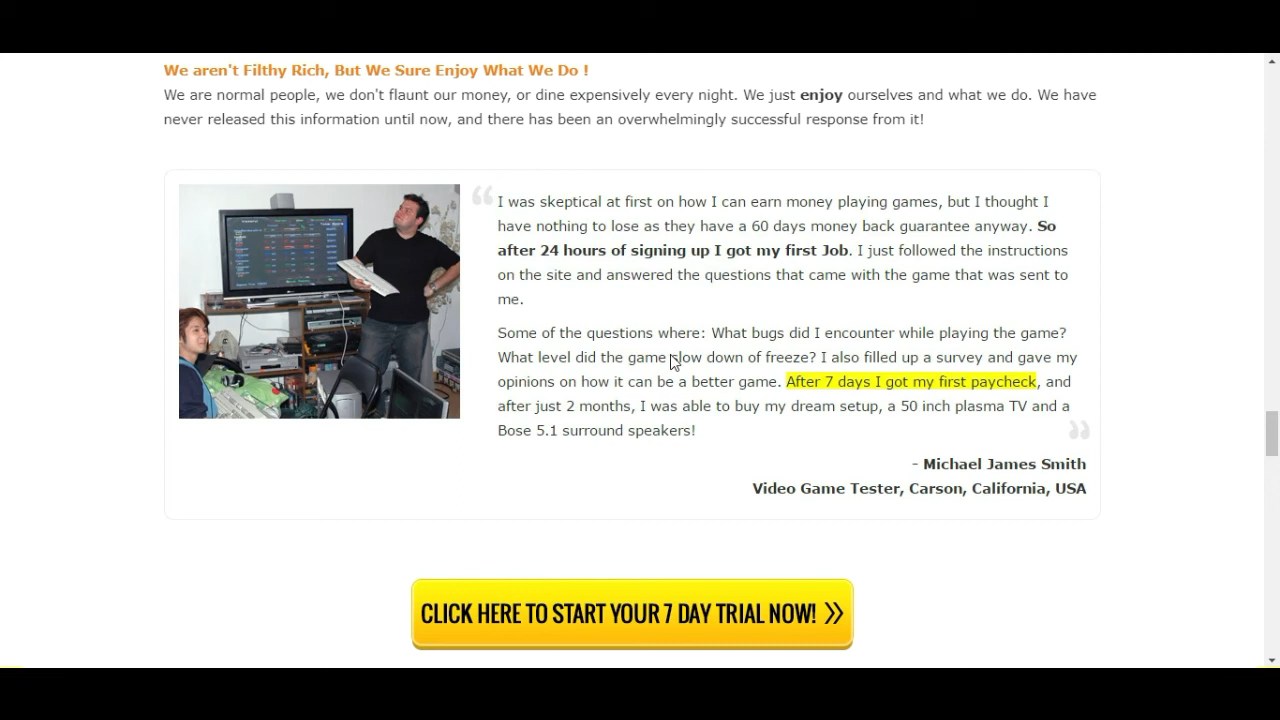 We aren't Filthy Rich, But We Sure Enjoy What We Do !
We are normal people, we don't flaunt our money, or dine expensively every night. We just enjoy ourselves and what we do. We have
never released this information until now, and there has been an overwhelmingly successful response from it!
I was skeptical at first on how I can earn money playing games, but I thought I
have nothing to lose as they have a 60 days money back guarantee anyway. So
after 24 hours of signing up I got my first Job. I just followed the instructions
on the site and answered the questions that came with the game that was sent to
me.
Some of the questions where: What bugs did I encounter while playing the game?
What level did the game slow down of freeze? I also filled up a survey and gave my
opinions on how it can be a better game. After 7 days I got my first paycheck, and
after just 2 months, I was able to buy my dream setup, a 50 inch plasma TV and a
Bose 5.1 surround speakers!
- Michael James Smith
Video Game Tester, Carson, California, USA
CLICK HERE TO START YOUR 7 DAY TRIAL NOW! »